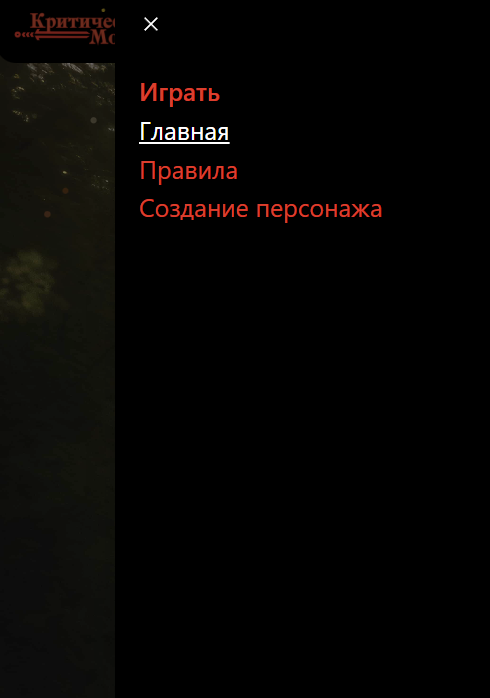 Играть
Главная
Правила
Создание персонажа